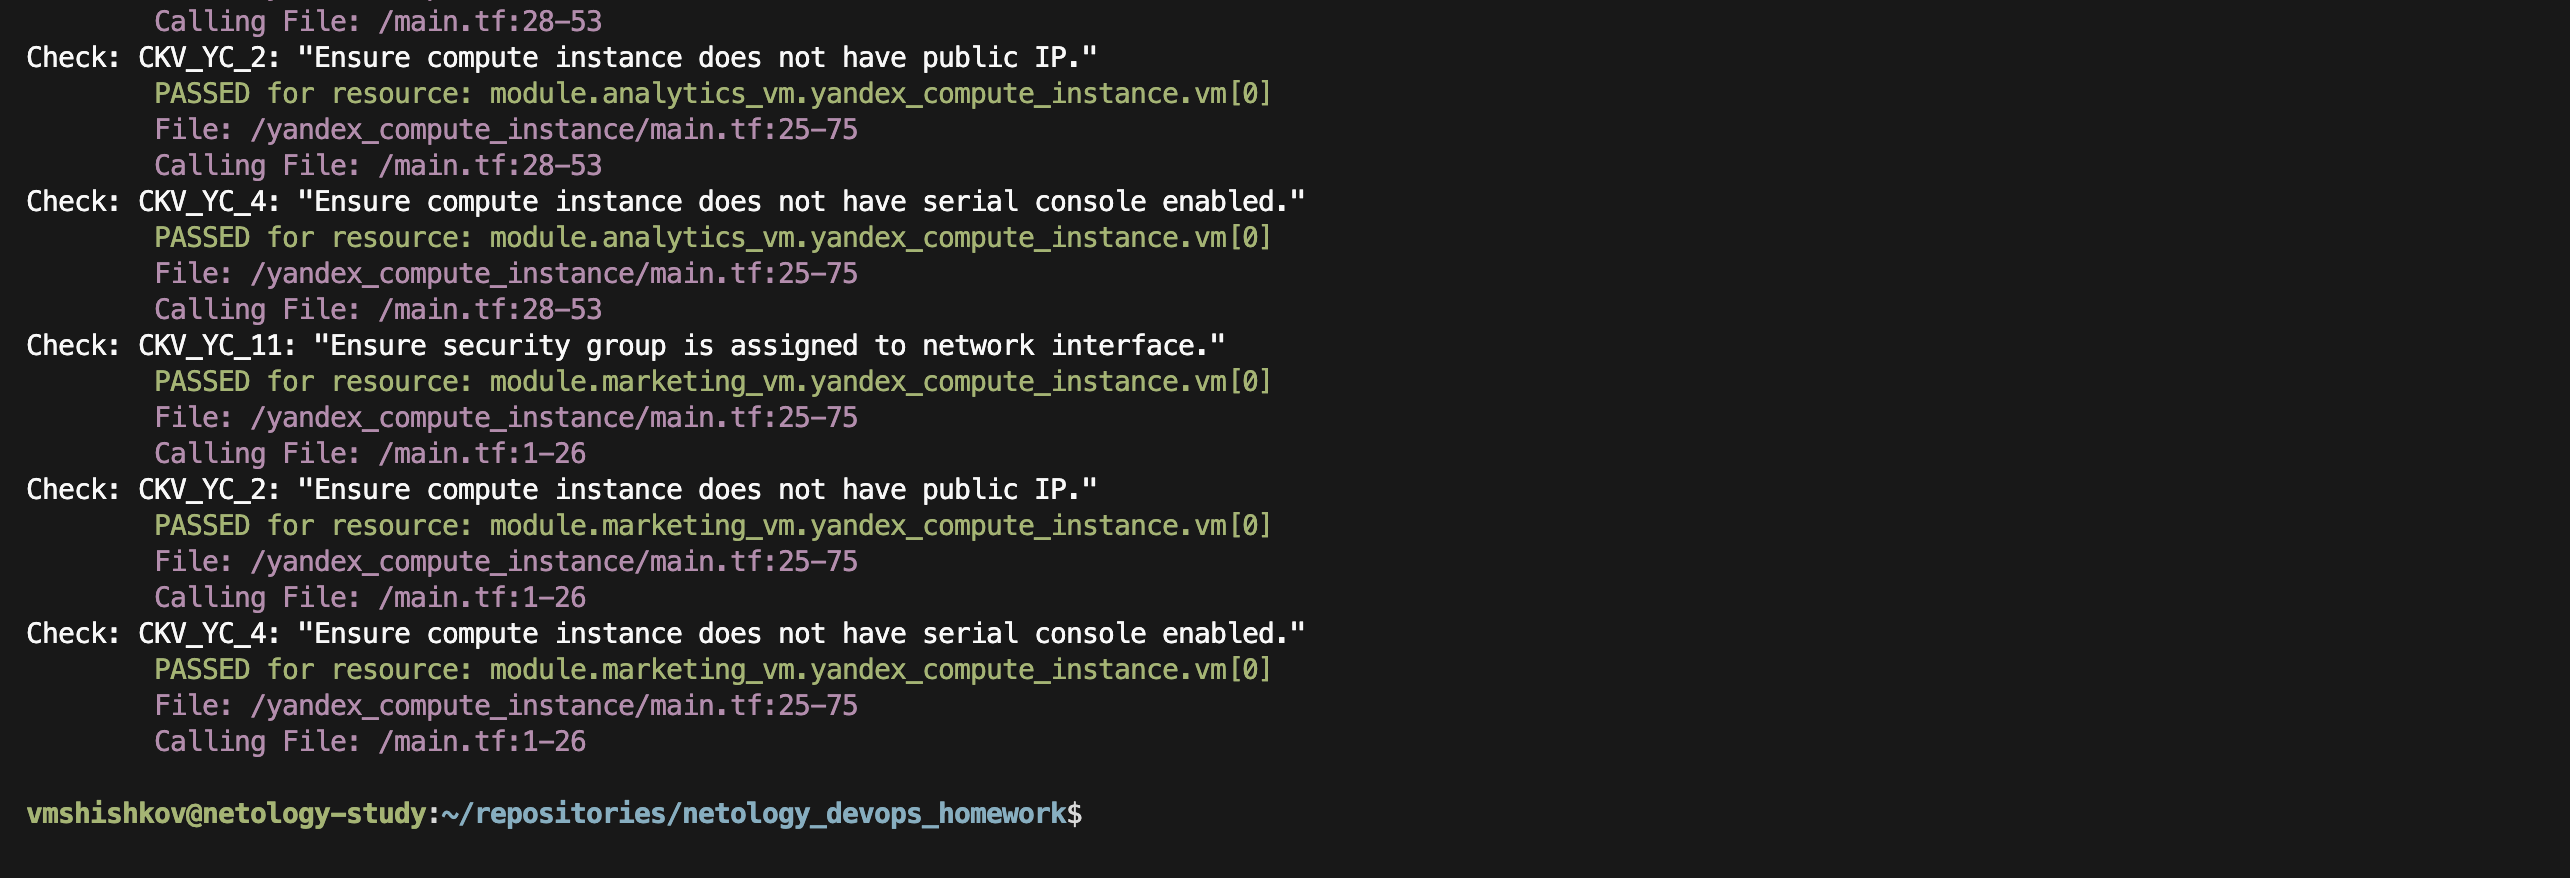 Calling File: /main.tf:28-53
Check: CKV_YC_2: "Ensure compute instance does not have public IP."
PASSED for resource: module.analytics_vm.yandex_compute_instance.vm[0]
File: /yandex_compute_instance/main.tf:25-75
Calling File: /main.tf:28-53
Check: CKV_YC_4: "Ensure compute instance does not have serial console enabled."
PASSED for resource: module.analytics_vm.yandex_compute_instance.vm[0]
File: /yandex_compute_instance/main.tf:25-75
Calling File: /main.tf:28-53
Check: CKV_YC_11: "Ensure security group is assigned to network interface."
PASSED for resource: module.marketing_vm.yandex_compute_instance.vm[0]
File: /yandex_compute_instance/main.tf:25-75
Calling File: /main.tf:1-26
Check: CKV_YC_2: "Ensure compute instance does not have public IP."
PASSED for resource: module.marketing_vm.yandex_compute_instance.vm[0]
File: /yandex_compute_instance/main.tf:25-75
Calling File: /main.tf:1-26
Check: CKV_YC_4: "Ensure compute instance does not have serial console enabled."
PASSED for resource: module.marketing_vm.yandex_compute_instance.vm[0]
File: /yandex_compute_instance/main.tf:25-75
Calling File: /main.tf:1-26
vmshishkov@netology-study:~/repositories/netology_devops_homework$